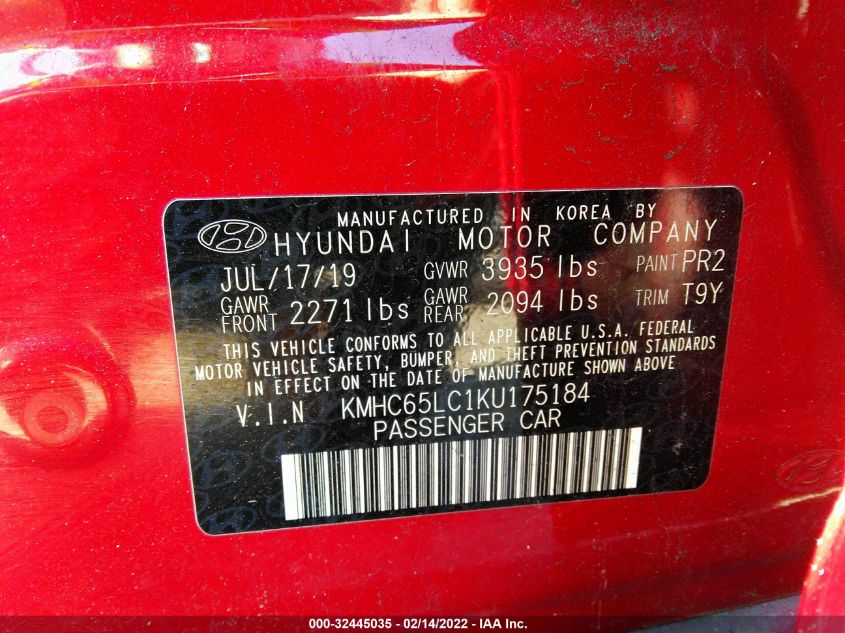 MANUFACTURED IN KOREA BY
HYUNDAI MOTOR COMPANY
JUL/17/19 GVWR 3935 lbs PAINT PR2
GAWR FRONT 2271 lbs GAWR REAR 2094 lbs TRIM T9Y
THIS VEHICLE CONFORMS TO ALL APPLICABLE U.S.A. FEDERAL
MOTOR VEHICLE SAFETY, BUMPER, AND THEFT PREVENTION STANDARDS
IN EFFECT ON THE DATE OF MANUFACTURE SHOWN ABOVE
V.I.N KMHC65LC1KU175184
PASSENGER CAR
000-32445035 - 02/14/2022 - IAA, Inc.